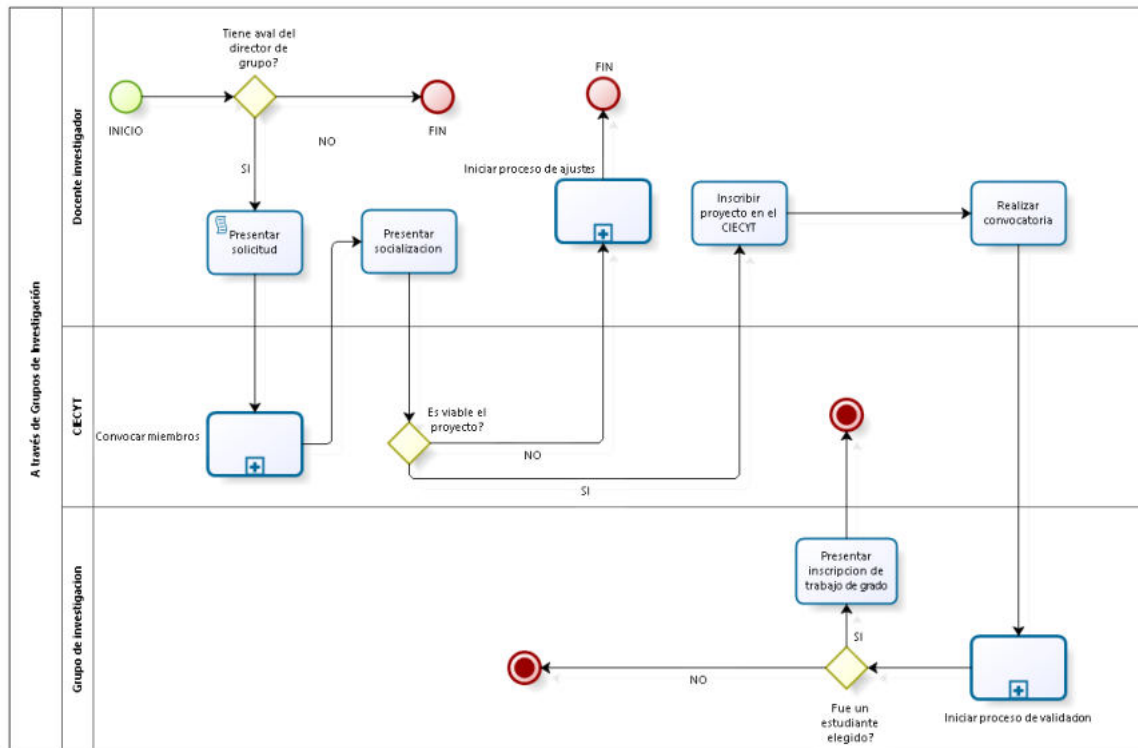 A través de Grupos de Investigación
Docente investigador
Tiene aval del
director de
grupo?
INICIO
FIN
NO
SI
Presentar
solicitud
Presentar
socializacion
FIN
Iniciar proceso de ajustes
Inscribir
proyecto en el
CIECYT
Realizar
convocatoria
CIECYT
Convocar miembros
Es viable el
proyecto?
NO
SI
Grupo de investigacion
Presentar
inscripcion de
trabajo de grado
SI
NO
Fue un
estudiante
elegido?
Iniciar proceso de validacion